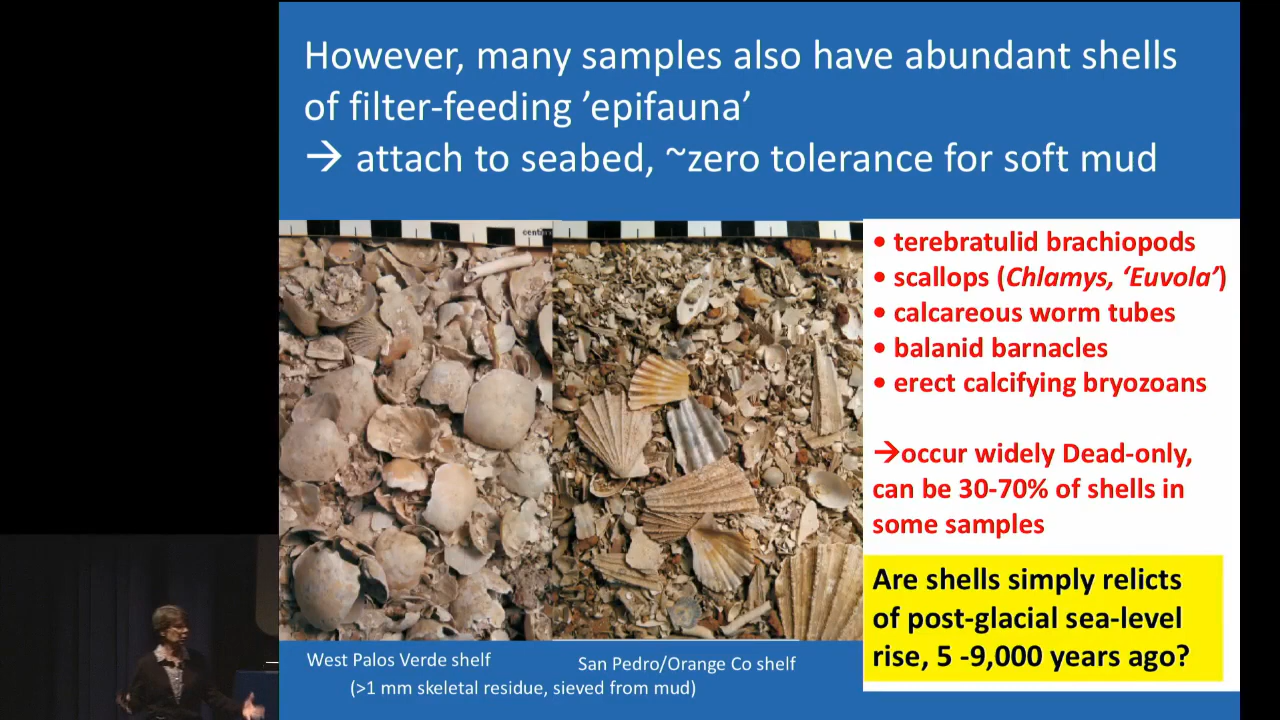 However, many samples also have abundant shells
of filter-feeding ’epifauna’
→ attach to seabed, ~zero tolerance for soft mud
• terebratulid brachiopods
• scallops (Chlamys, ‘Euvola’)
• calcareous worm tubes
• balanid barnacles
• erect calcifying bryozoans
→occur widely Dead-only,
can be 30-70% of shells in
some samples
Are shells simply relicts
of post-glacial sea-level
rise, 5 -9,000 years ago?
West Palos Verde shelf
San Pedro/Orange Co shelf
(>1 mm skeletal residue, sieved from mud)